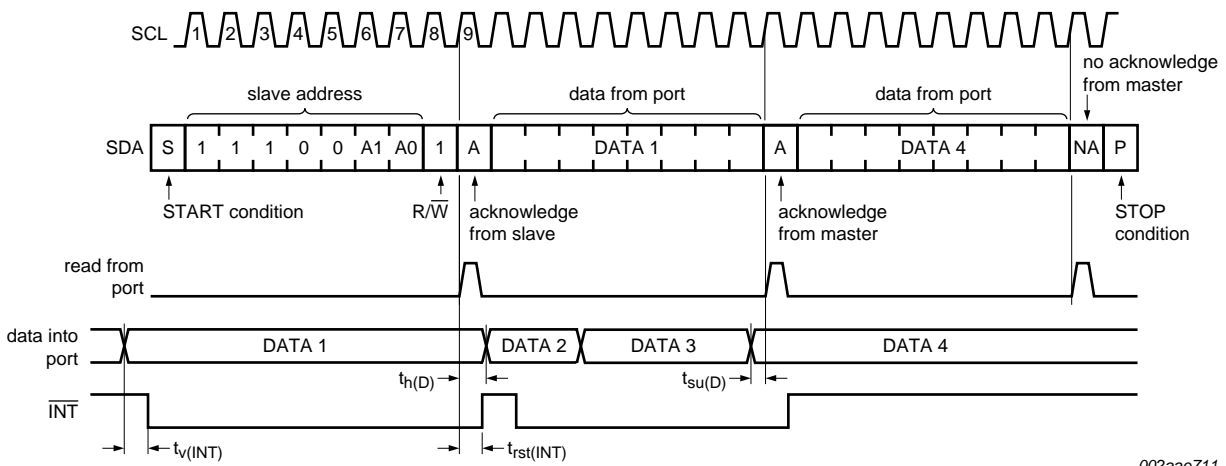 SCL 1 2 3 4 5 6 7 8 9
no acknowledge
from master
slave address data from port data from port
SDA S 1 1 1 0 0 A1 A0 1 A DATA 1 A DATA 4 NA P
START condition R/W acknowledge
from slave acknowledge
from master STOP
condition
read from
port
data into
port DATA 1 DATA 2 DATA 3 DATA 4
th(D) tsu(D)
INT
tv(INT) trst(INT)
002aae711